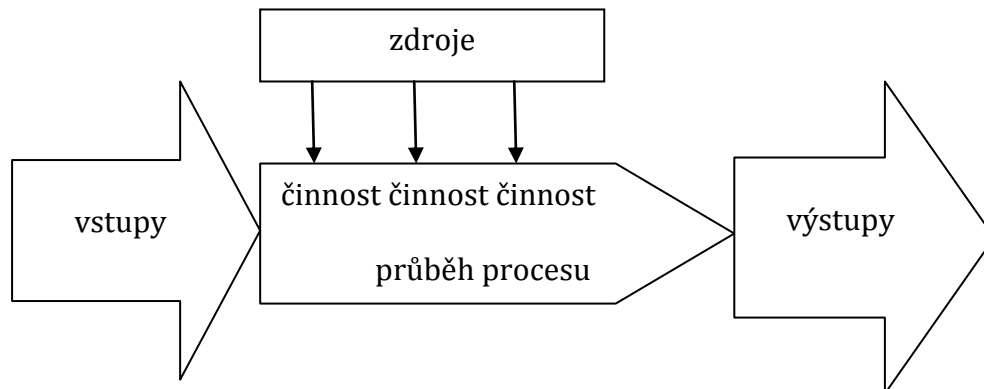 zdroje
činnost činnost činnost
vstupy
průběh procesu
výstupy